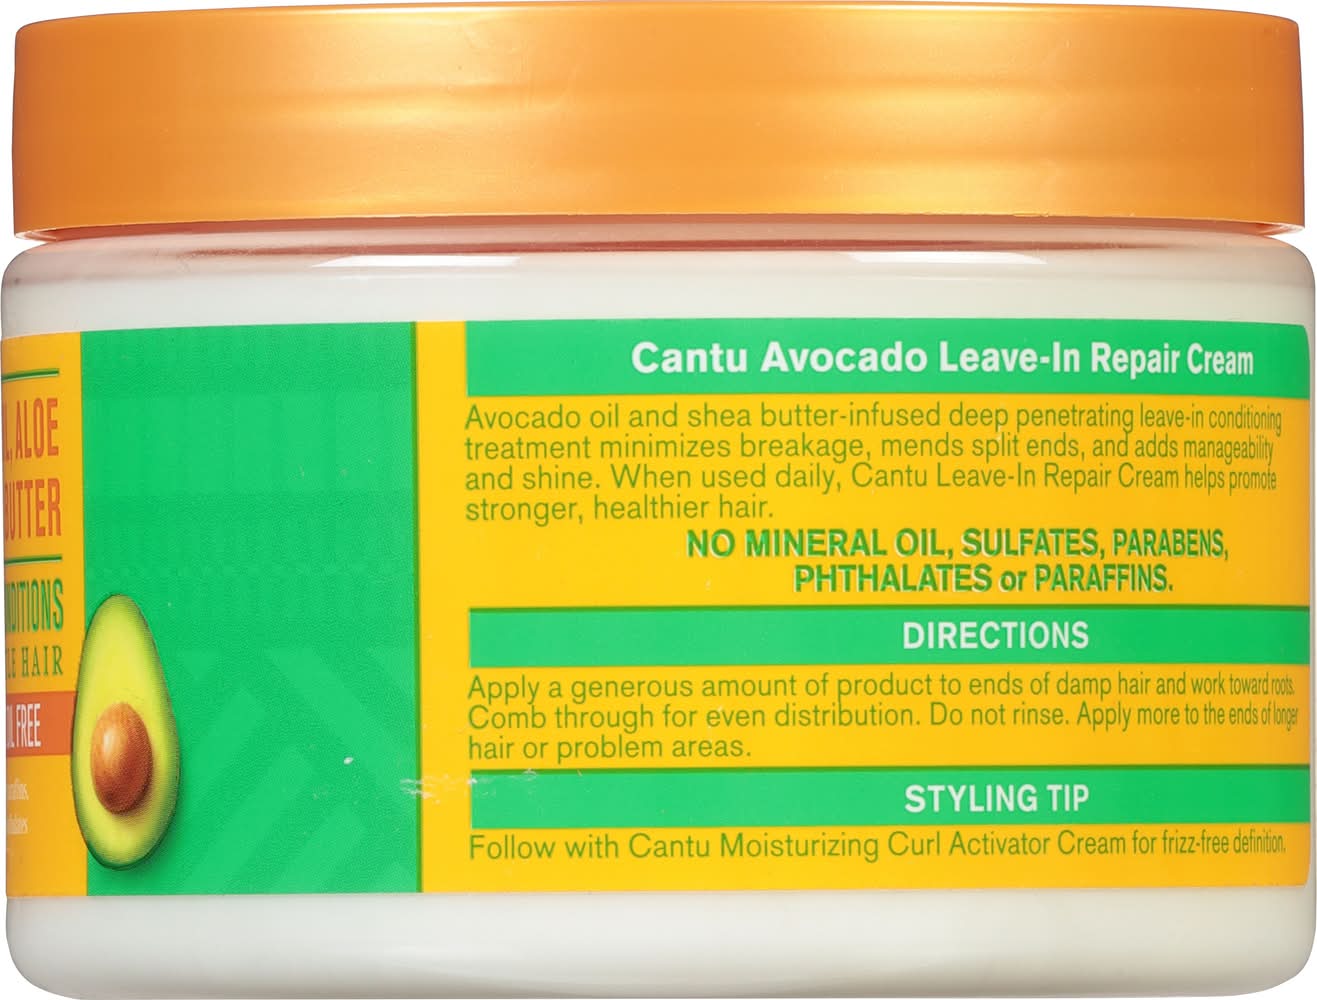 ALOE
BUTTER
HAIR
FREE
Cantu Avocado Leave-In Repair Cream
Avocado oil and shea butter-infused deep penetrating leave-in conditioning
treatment minimizes breakage, mends split ends, and adds manageability
and shine. When used daily, Cantu Leave-In Repair Cream helps promote
stronger, healthier hair.
NO MINERAL OIL, SULFATES, PARABENS,
PHTHALATES or PARAFFINS.
DIRECTIONS
Apply a generous amount of product to ends of damp hair and work toward roots.
Comb through for even distribution. Do not rinse. Apply more to the ends of longer
hair or problem areas.
STYLING TIP
Follow with Cantu Moisturizing Curl Activator Cream for frizz-free definition.